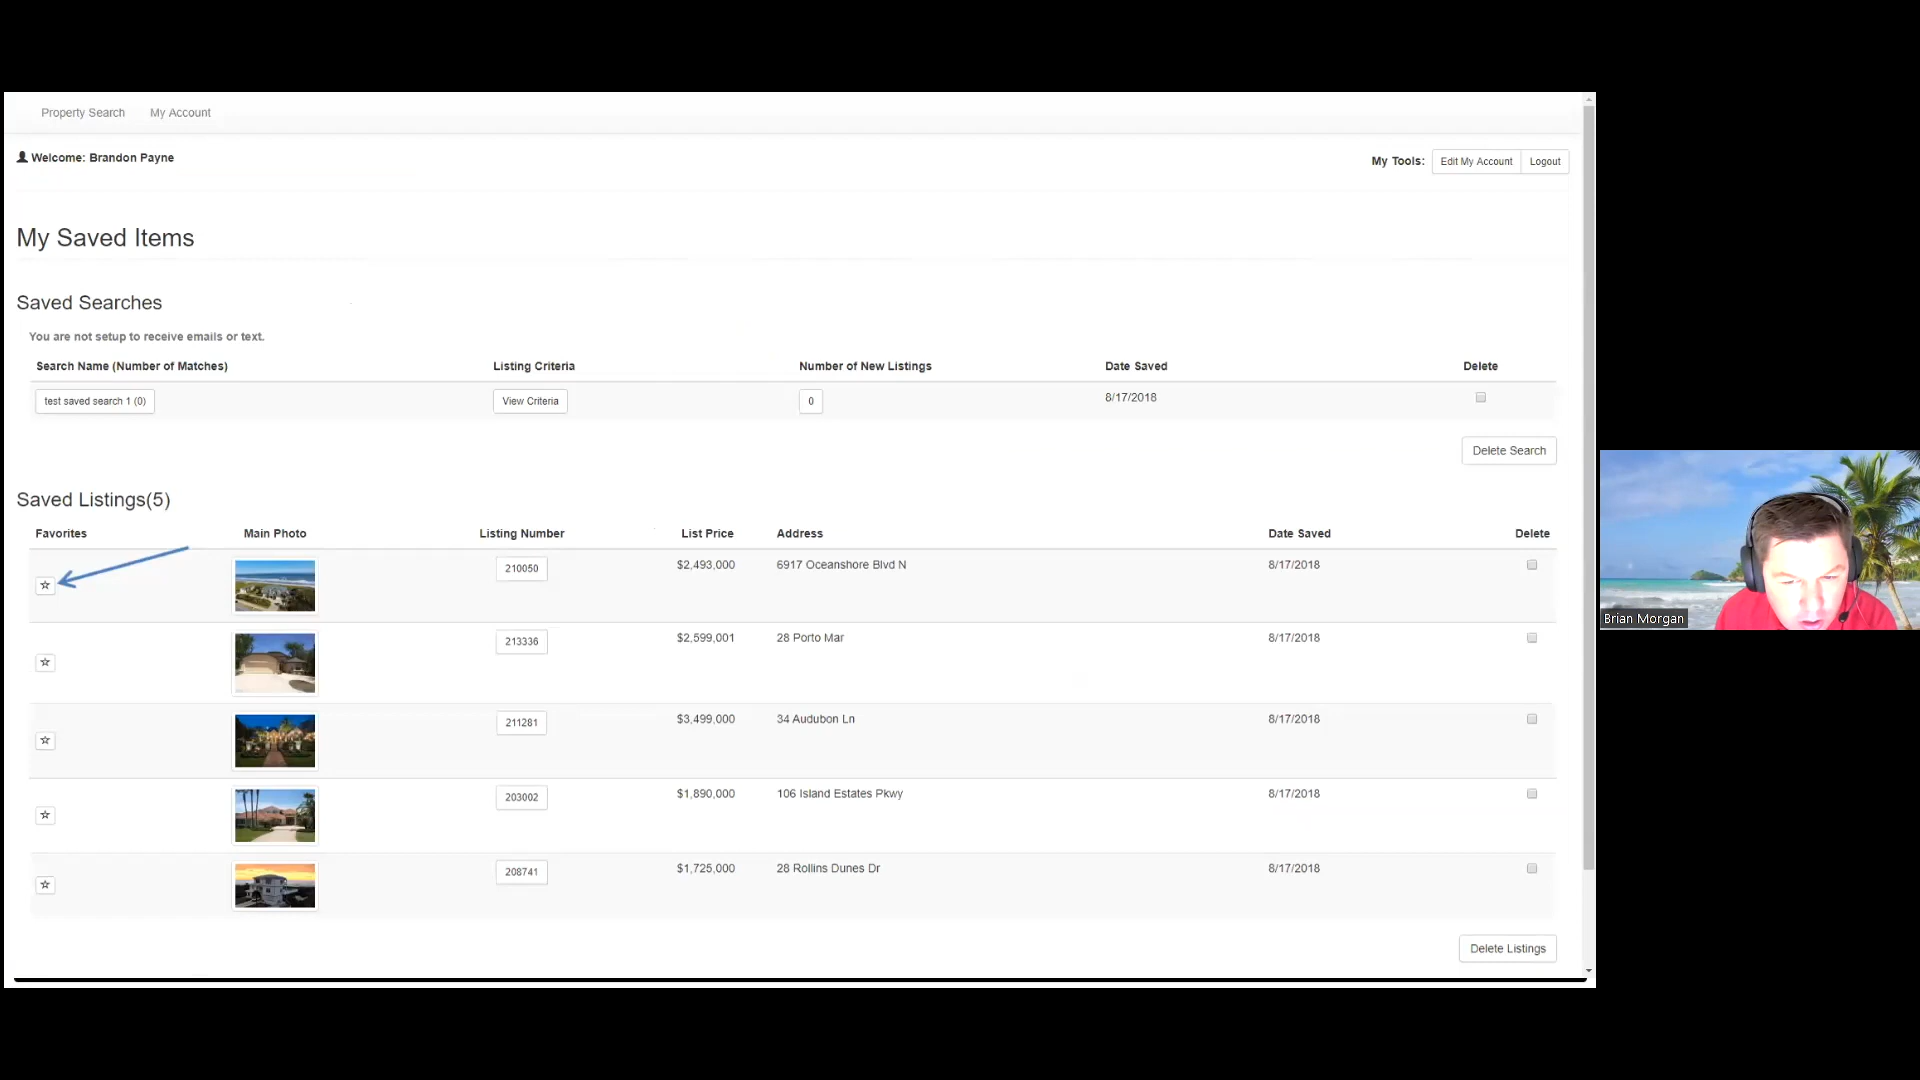 Property Search My Account
Welcome: Brandon Payne
My Tools: Edit My Account Logout
My Saved Items
Saved Searches
You are not setup to receive emails or text.
Search Name (Number of Matches) Listing Criteria Number of New Listings Date Saved Delete
test saved search 1 (0) View Criteria 0 8/17/2018
Delete Search
Saved Listings(5)
Favorites Main Photo Listing Number List Price Address Date Saved Delete
210050 $2,493,000 6917 Oceanshore Blvd N 8/17/2018
213336 $2,599,001 28 Porto Mar 8/17/2018
211281 $3,499,000 34 Audubon Ln 8/17/2018
203002 $1,890,000 106 Island Estates Pkwy 8/17/2018
208741 $1,725,000 28 Rollins Dunes Dr 8/17/2018
Delete Listings
Brian Morgan